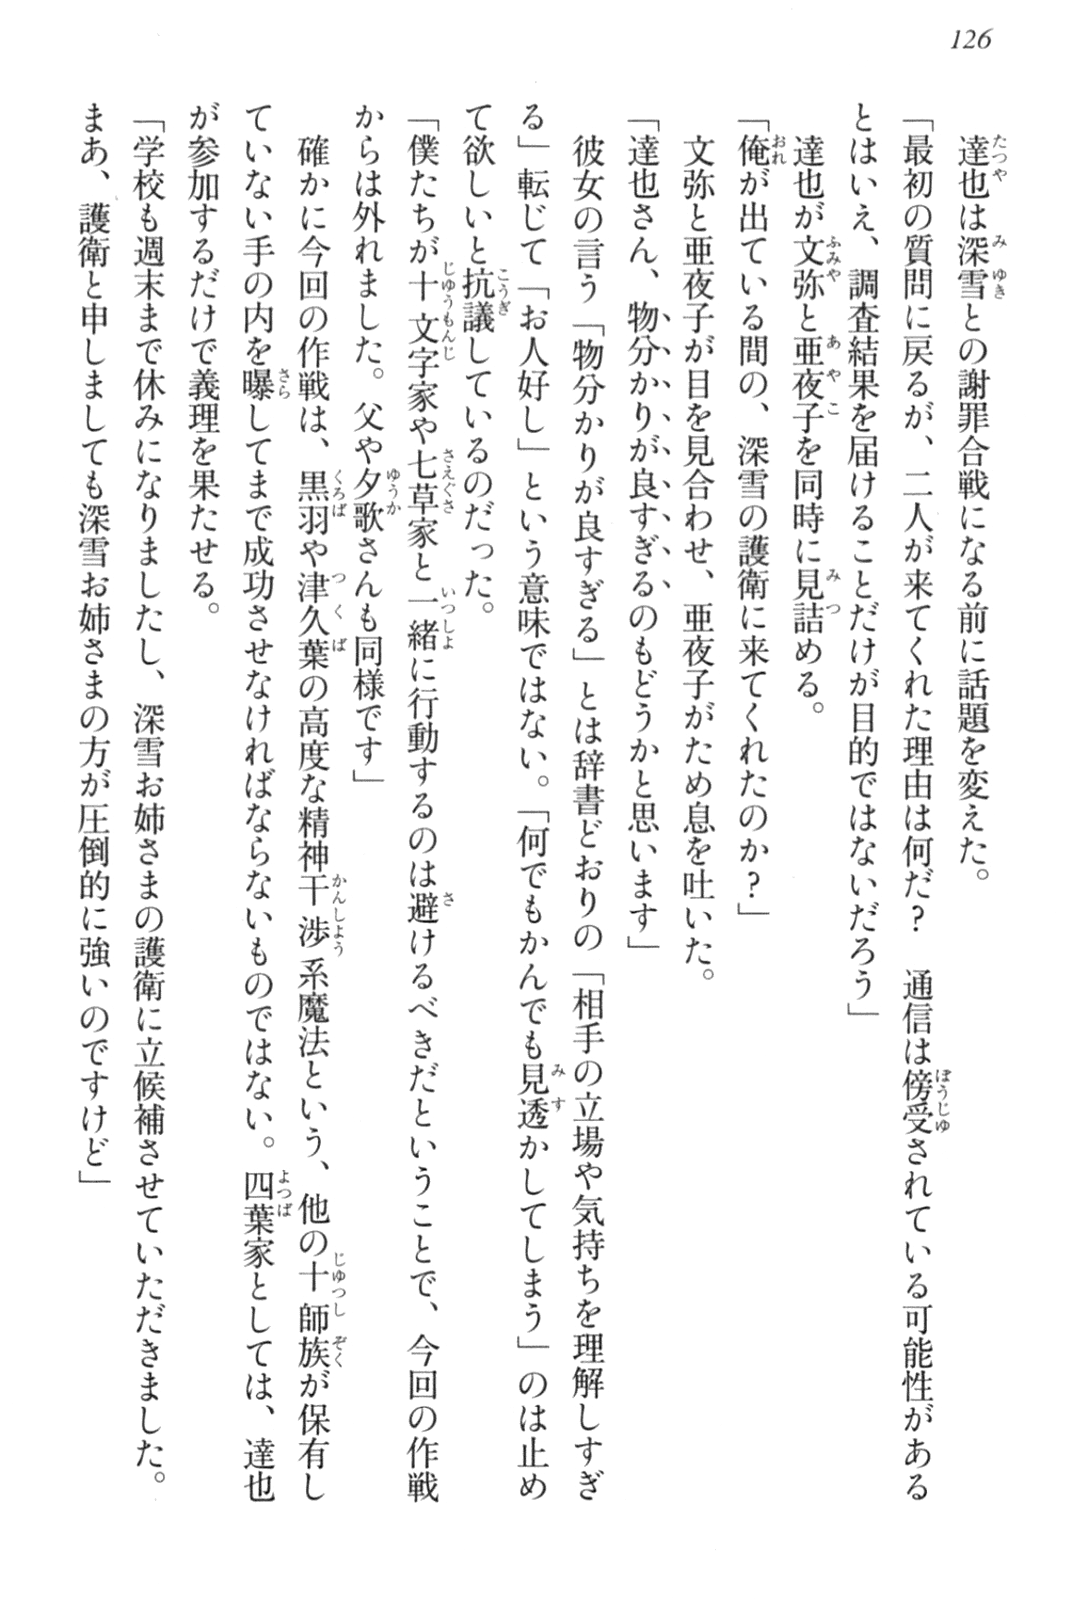 126
達也は深雪との謝罪合戦になる前に話題を変えた。
「最初の質問に戻るが、二人が来てくれた理由は何だ？　通信は傍受されている可能性がある
とはいえ、調査結果を届けることだけが目的ではないだろう」
達也が文弥と亜夜子を同時に見詰める。
「俺が出ている間の、深雪の護衛に来てくれたのか？」
文弥と亜夜子が目を見合わせ、亜夜子がため息を吐いた。
「達也さん、物分かりが良すぎるのもどうかと思います」
彼女の言う「物分かりが良すぎる」とは辞書どおりの「相手の立場や気持ちを理解しすぎ
る」転じて「お人好し」という意味ではない。「何でもかんでも見透かしてしまう」のは止め
て欲しいと抗議しているのだった。
「僕たちが十文字家や七草家と一緒に行動するのは避けるべきだということで、今回の作戦
からは外れました。父や夕歌さんも同様です」
確かに今回の作戦は、黒羽や津久葉の高度な精神干渉系魔法という、他の十師族が保有し
ていない手の内を曝してまで成功させなければならないものではない。四葉家としては、達也
が参加するだけで義理を果たせる。
「学校も週末まで休みになりましたし、深雪お姉さまの護衛に立候補させていただきました。
まあ、護衛と申しましても深雪お姉さまの方が圧倒的に強いのですけど」